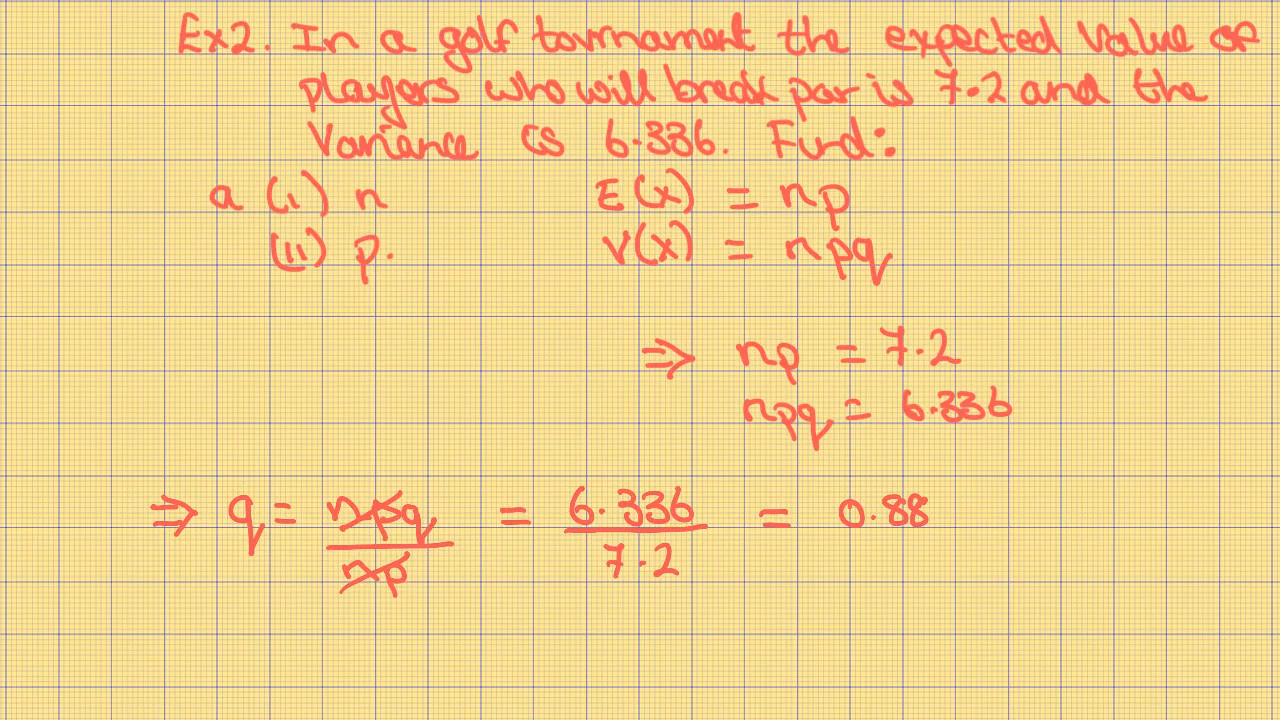 Ex2. In a golf tournament the expected value of
players who will break par is 7.2 and the
Variance is 6.336. Find:
a (i) n E(x) = np
(ii) p. V(x) = npq
⇒ np = 7.2
npq = 6.336
⇒ q = npq/np = 6.336/7.2 = 0.88